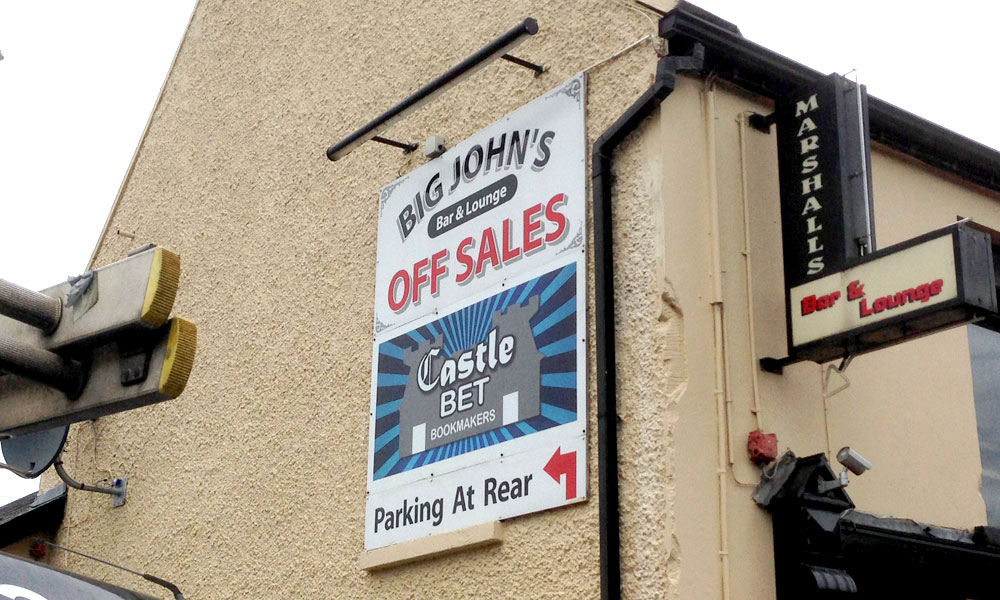 BIG JOHN'S
Bar & Lounge
OFF SALES
Castle
BET
BOOKMAKERS
Parking At Rear
MARSHALLS
Bar &
Lounge